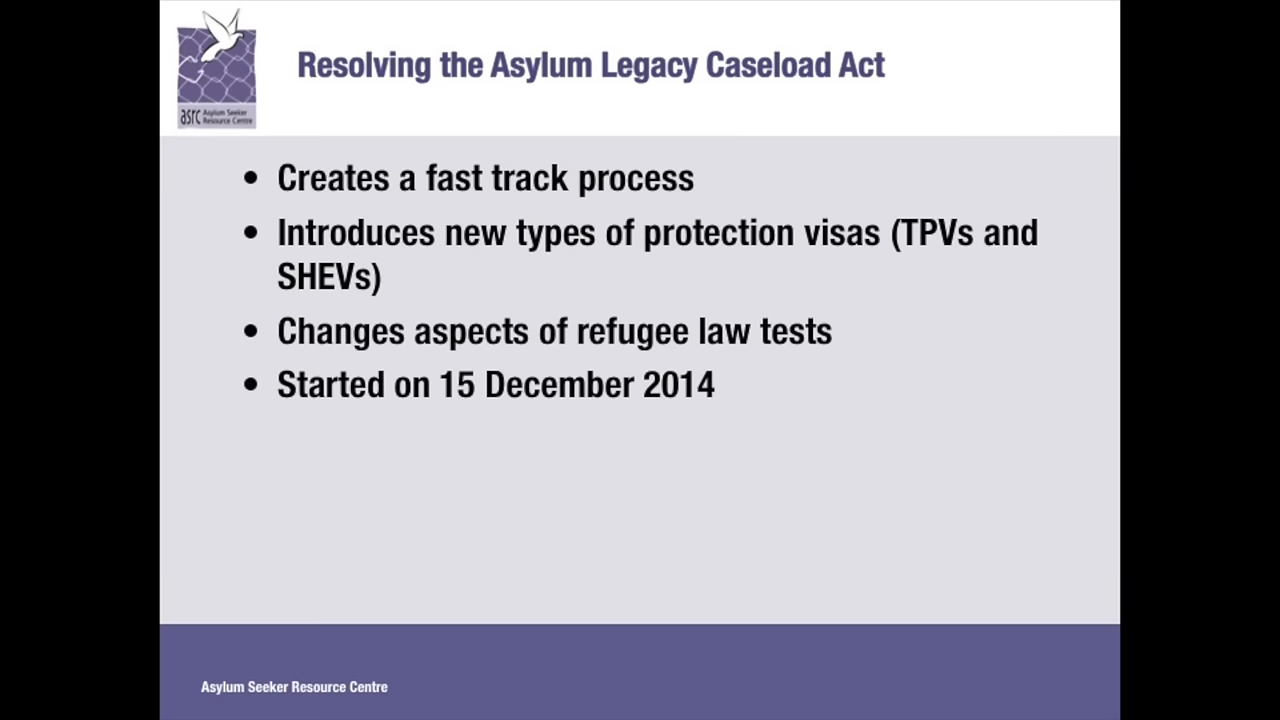 Resolving the Asylum Legacy Caseload Act
asrc Asylum Seeker
Resource Centre
• Creates a fast track process
• Introduces new types of protection visas (TPVs and
SHEVs)
• Changes aspects of refugee law tests
• Started on 15 December 2014
Asylum Seeker Resource Centre